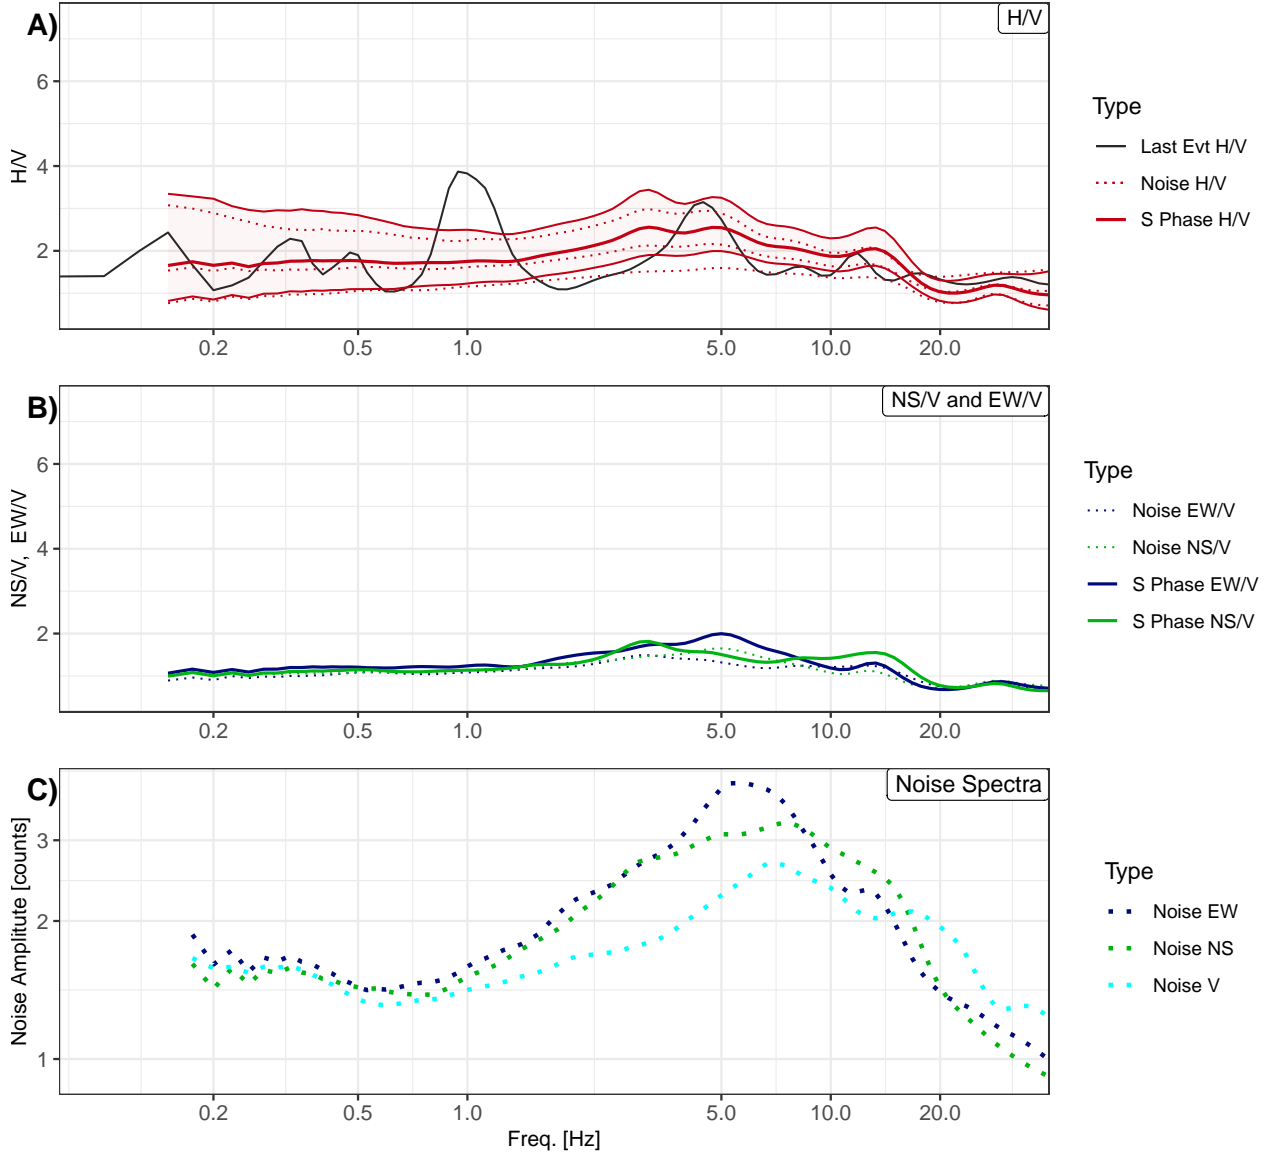 A)
H/V
H/V
6
4
2
0.2 0.5 1.0 5.0 10.0 20.0
Type
Last Evt H/V
Noise H/V
S Phase H/V
B)
NS/V and EW/V
NS/V, EW/V
6
4
2
0.2 0.5 1.0 5.0 10.0 20.0
Type
Noise EW/V
Noise NS/V
S Phase EW/V
S Phase NS/V
C)
Noise Spectra
Noise Amplitude [counts]
3
2
1
0.2 0.5 1.0 5.0 10.0 20.0
Freq. [Hz]
Type
Noise EW
Noise NS
Noise V